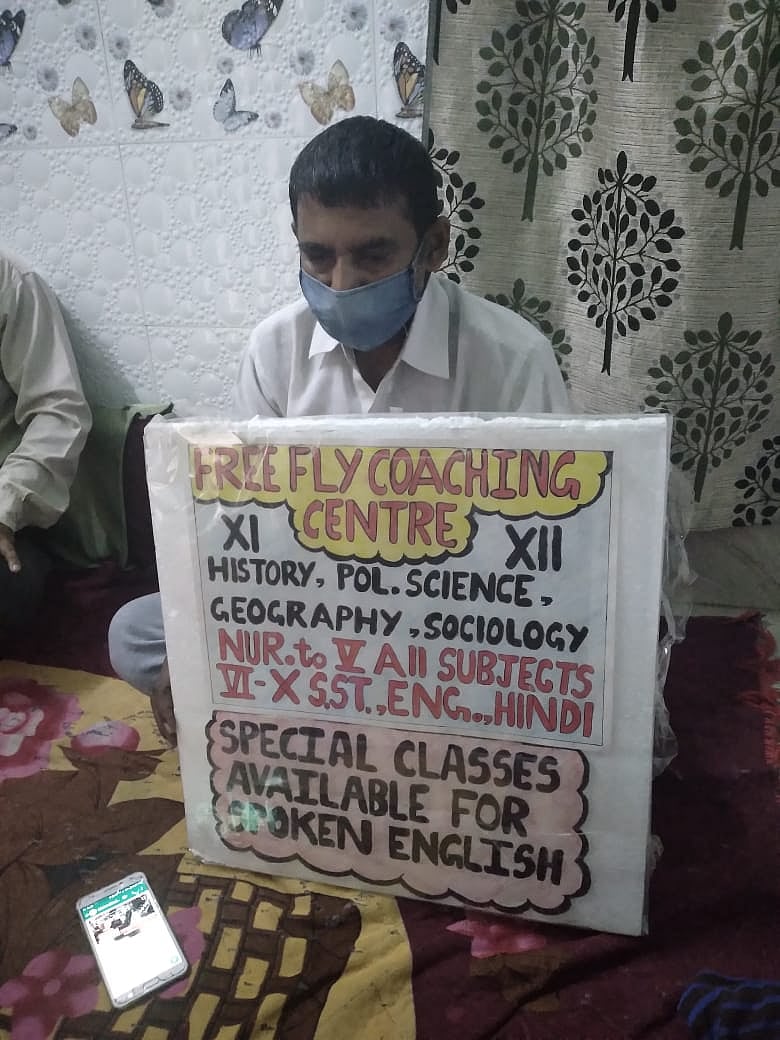 FREE FLY COACHING
CENTRE
XI XII
HISTORY, POL. SCIENCE,
GEOGRAPHY, SOCIOLOGY
NUR. to V All SUBJECTS
VI-X S.ST., ENG., HINDI
SPECIAL CLASSES
AVAILABLE FOR
SPOKEN ENGLISH